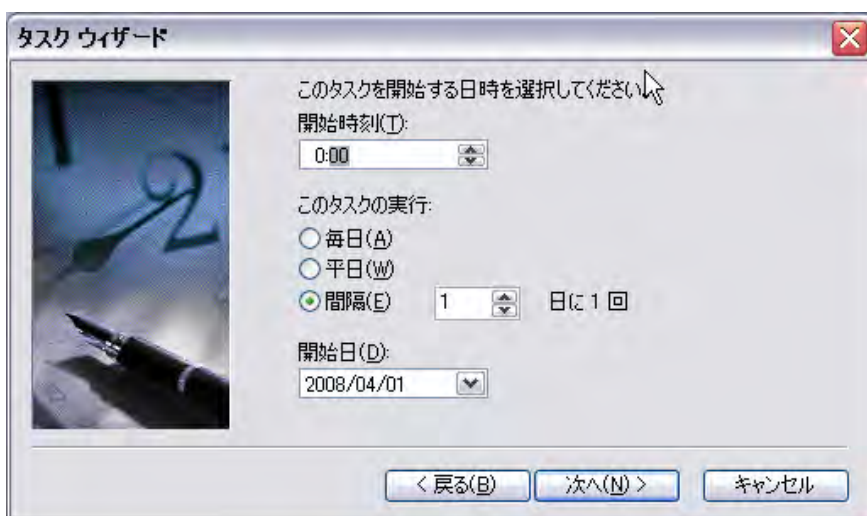 タスク ウィザード
このタスクを開始する日時を選択してください。
開始時刻(T):
0:00
このタスクの実行:
毎日(A)
平日(W)
間隔(E) 1 日に 1 回
開始日(D):
2008/04/01
< 戻る(B) 次へ(N) > キャンセル